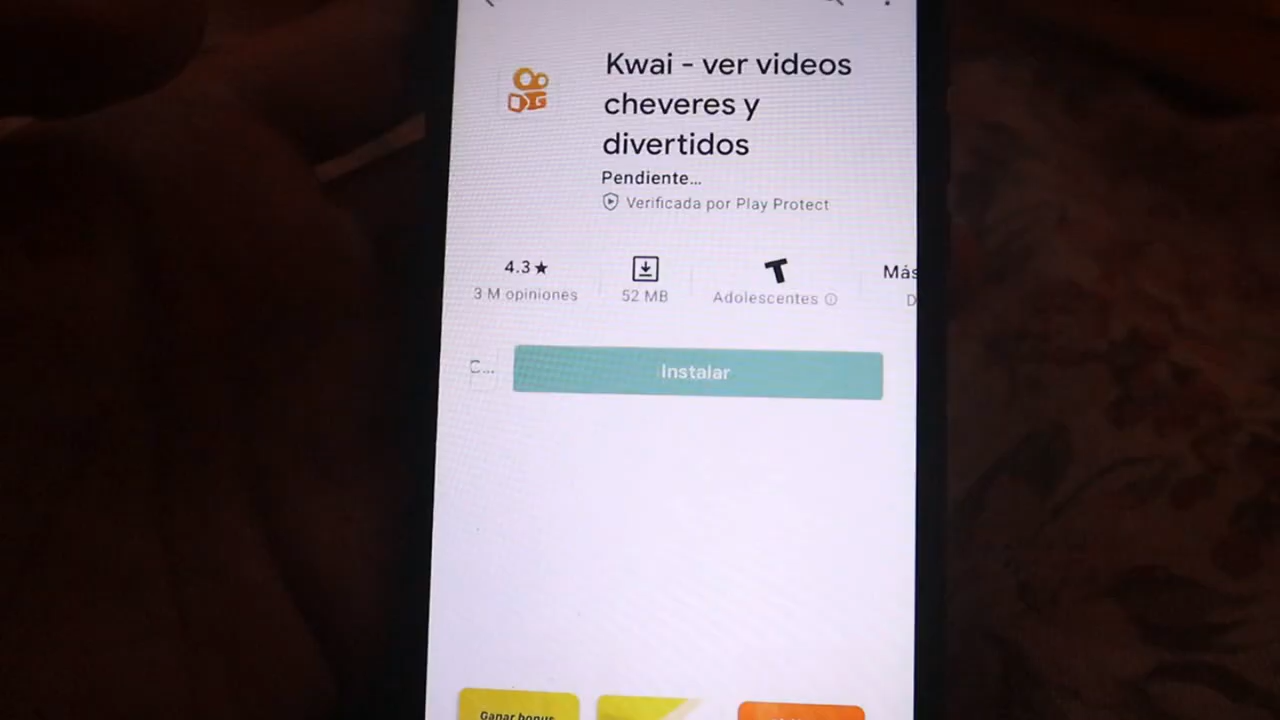 Kwai - ver videos
cheveres y
divertidos
Pendiente...
Verificada por Play Protect
4.3★
3 M opiniones
52 MB
T
Adolescentes
Más
D
C...
Instalar
Ganar bonus